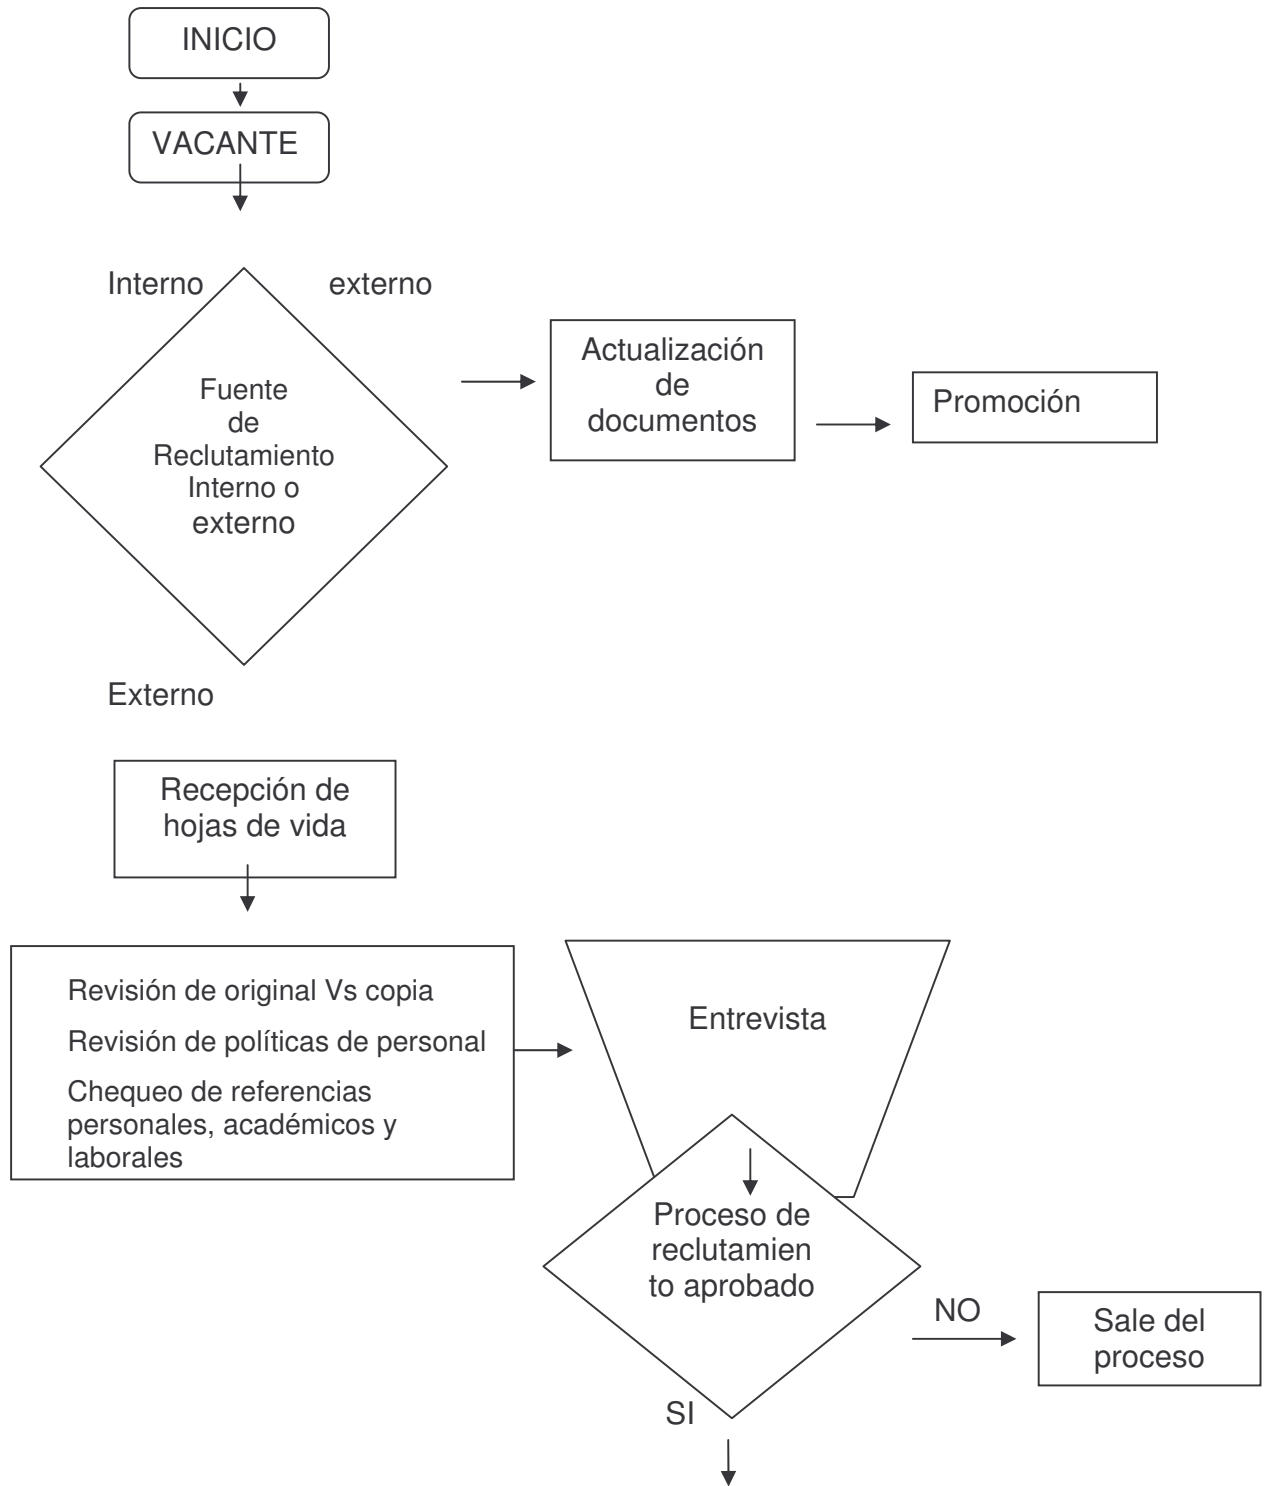 INICIO
VACANTE
Interno
externo
Fuente
de
Reclutamiento
Interno o
externo
Actualización
de
documentos
Promoción
Externo
Recepción de
hojas de vida
Revisión de original Vs copia
Revisión de políticas de personal
Chequeo de referencias
personales, académicos y
laborales
Entrevista
Proceso de
reclutamien
to aprobado
NO
Sale del
proceso
SI